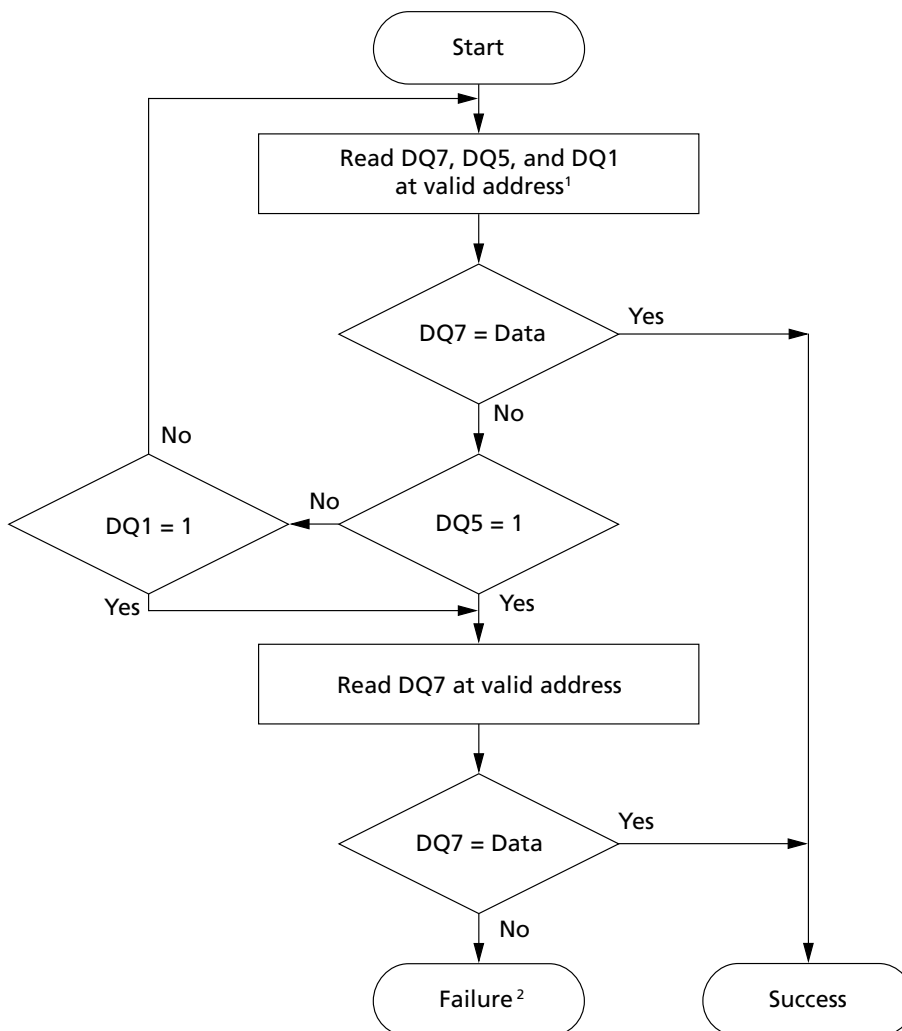 Start
Read DQ7, DQ5, and DQ1
at valid address¹
DQ7 = Data
Yes
No
DQ5 = 1
No
DQ1 = 1
No
Yes
Yes
Read DQ7 at valid address
DQ7 = Data
Yes
No
Failure ²
Success